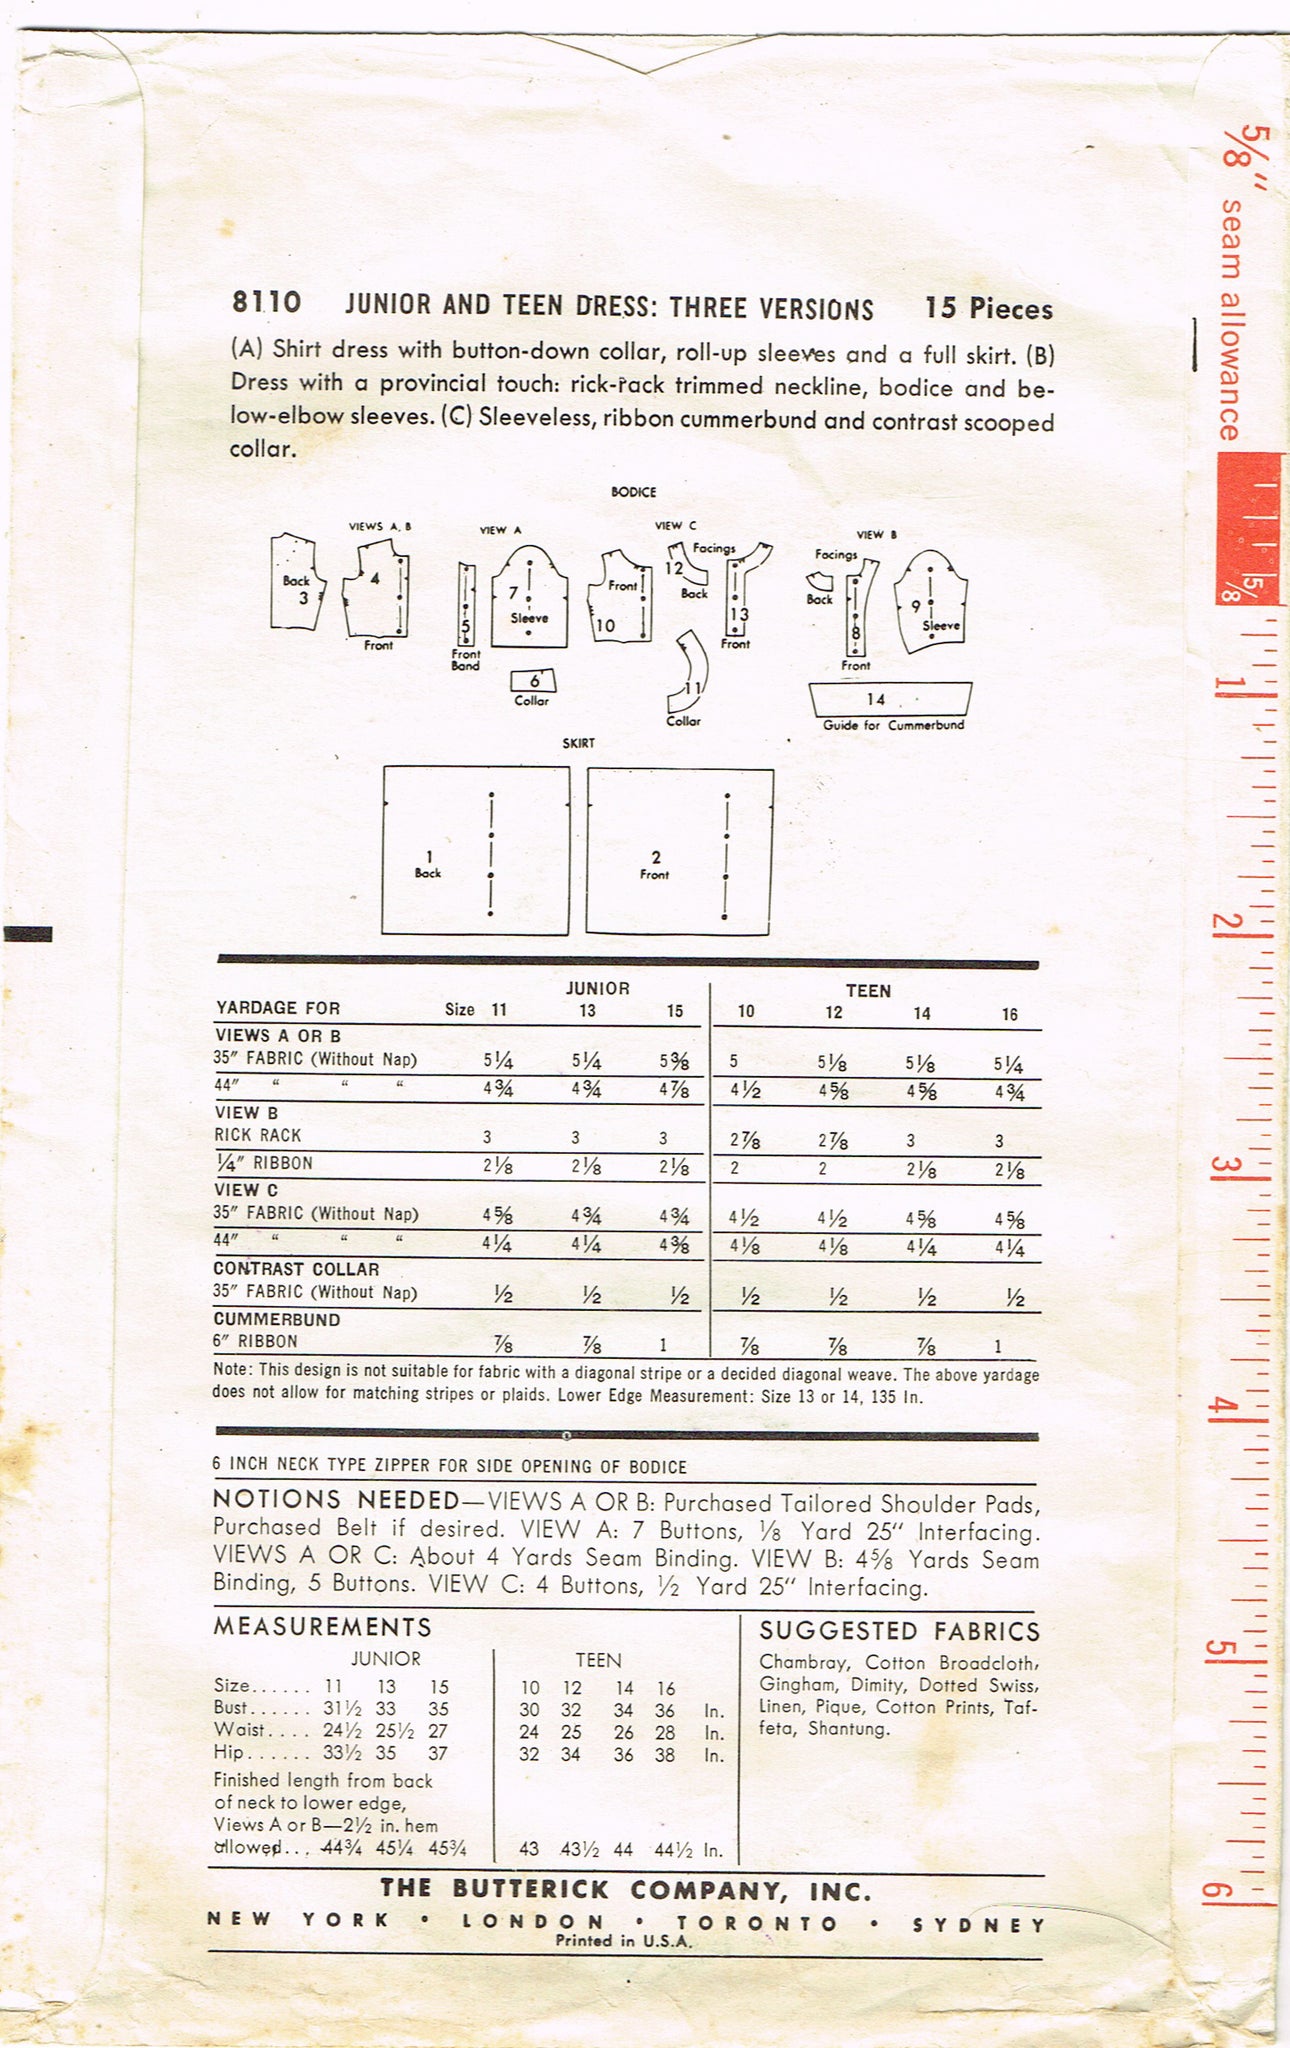 8110 JUNIOR AND TEEN DRESS: THREE VERSIONS 15 Pieces
(A) Shirt dress with button-down collar, roll-up sleeves and a full skirt. (B)
Dress with a provincial touch: rick-rack trimmed neckline, bodice and be-
low-elbow sleeves. (C) Sleeveless, ribbon cummerbund and contrast scooped
collar.
BODICE
VIEWS A, B
VIEW A
VIEW C
VIEW B
Back
3
4
Front
5
Front
Band
7
Sleeve
6
Collar
Front
10
Facings
12
Back
13
Front
11
Collar
Facings
Back
8
Front
9
Sleeve
14
Guide for Cummerbund
SKIRT
1
Back
2
Front
JUNIOR TEEN
YARDAGE FOR Size 11 13 15 10 12 14 16
VIEWS A OR B
35" FABRIC (Without Nap) 5¼ 5¼ 5⅜ 5 5⅛ 5⅛ 5¼
44" " " " 4¾ 4¾ 4⅞ 4½ 4⅝ 4⅝ 4¾
VIEW B
RICK RACK 3 3 3 2⅞ 2⅞ 3 3
¼" RIBBON 2⅛ 2⅛ 2⅛ 2 2 2⅛ 2⅛
VIEW C
35" FABRIC (Without Nap) 4⅝ 4¾ 4¾ 4½ 4½ 4⅝ 4⅝
44" " " " 4¼ 4¼ 4⅜ 4⅛ 4⅛ 4¼ 4¼
CONTRAST COLLAR
35" FABRIC (Without Nap) ½ ½ ½ ½ ½ ½ ½
CUMMERBUND
6" RIBBON ⅞ ⅞ 1 ⅞ ⅞ ⅞ 1
Note: This design is not suitable for fabric with a diagonal stripe or a decided diagonal weave. The above yardage
does not allow for matching stripes or plaids. Lower Edge Measurement: Size 13 or 14, 135 In.
6 INCH NECK TYPE ZIPPER FOR SIDE OPENING OF BODICE
NOTIONS NEEDED—VIEWS A OR B: Purchased Tailored Shoulder Pads,
Purchased Belt if desired. VIEW A: 7 Buttons, ⅛ Yard 25" Interfacing.
VIEWS A OR C: About 4 Yards Seam Binding. VIEW B: 4⅝ Yards Seam
Binding, 5 Buttons. VIEW C: 4 Buttons, ½ Yard 25" Interfacing.
MEASUREMENTS
JUNIOR TEEN
Size...... 11 13 15 10 12 14 16
Bust...... 31½ 33 35 30 32 34 36 In.
Waist.... 24½ 25½ 27 24 25 26 28 In.
Hip...... 33½ 35 37 32 34 36 38 In.
Finished length from back
of neck to lower edge,
Views A or B—2½ in. hem
allowed... 44¾ 45¼ 45¾ 43 43½ 44 44½ In.
SUGGESTED FABRICS
Chambray, Cotton Broadcloth,
Gingham, Dimity, Dotted Swiss,
Linen, Pique, Cotton Prints, Taf-
feta, Shantung.
THE BUTTERICK COMPANY, INC.
NEW YORK • LONDON • TORONTO • SYDNEY
Printed in U.S.A.
5/8" seam allowance
5/8
1
2
3
4
5
6